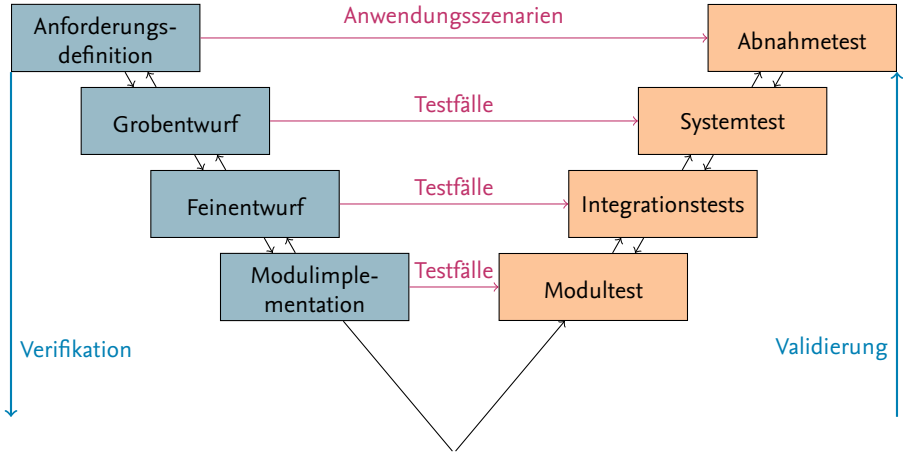 Anwendungsszenarien
Anforderungs-
definition
Abnahmetest
Testfälle
Grobentwurf
Systemtest
Testfälle
Feinentwurf
Integrationstests
Testfälle
Modulimple-
mentation
Modultest
Verifikation
Validierung